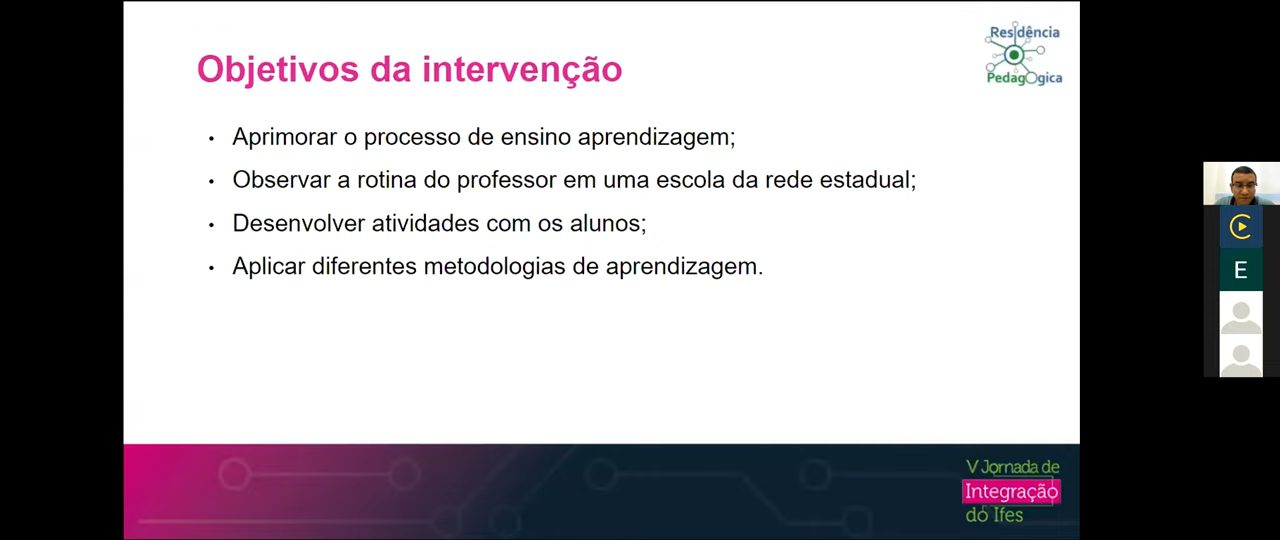 Residência
Pedagógica
Objetivos da intervenção
• Aprimorar o processo de ensino aprendizagem;
• Observar a rotina do professor em uma escola da rede estadual;
• Desenvolver atividades com os alunos;
• Aplicar diferentes metodologias de aprendizagem.
E
V Jornada de
Integração
do Ifes